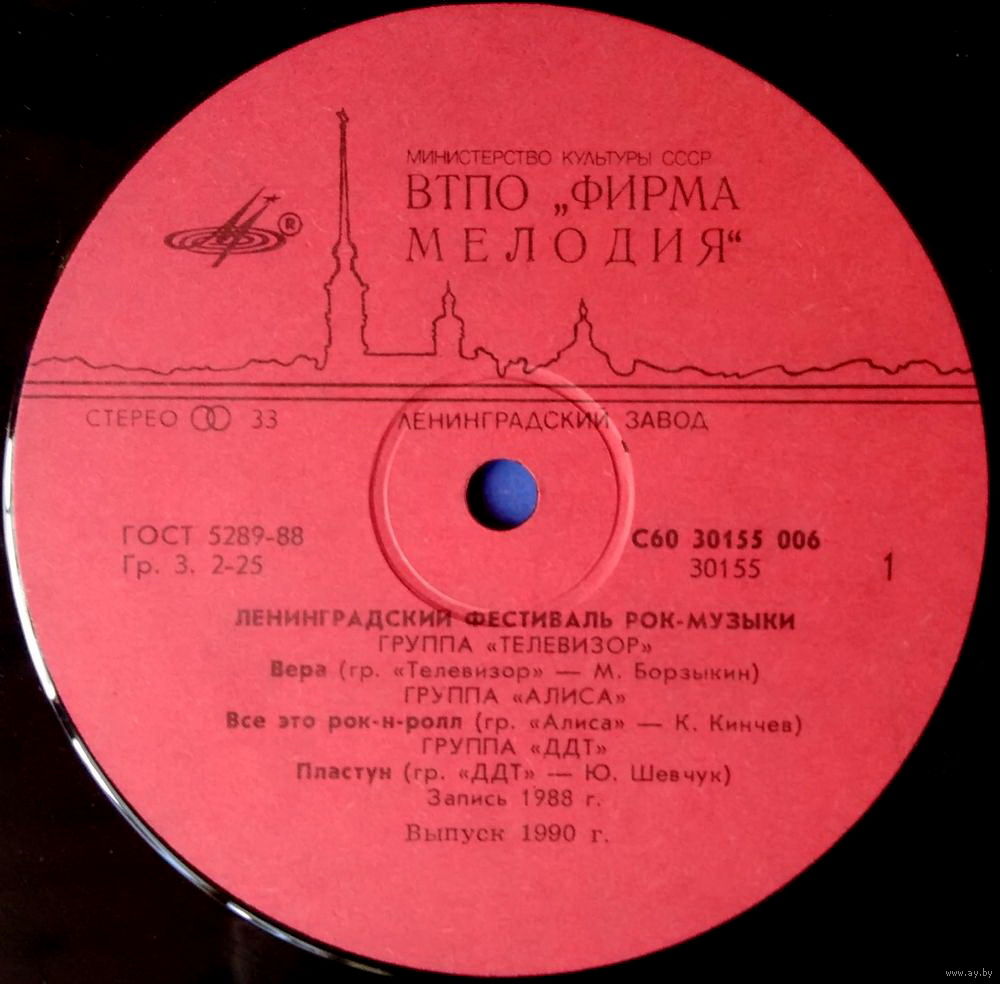 МИНИСТЕРСТВО КУЛЬТУРЫ СССР
ВТПО „ФИРМА
МЕЛОДИЯ“
®
СТЕРЕО 33
ЛЕНИНГРАДСКИЙ ЗАВОД
ГОСТ 5289-88
Гр. 3. 2-25
С60 30155 006
30155
1
ЛЕНИНГРАДСКИЙ ФЕСТИВАЛЬ РОК-МУЗЫКИ
ГРУППА «ТЕЛЕВИЗОР»
Вера (гр. «Телевизор» — М. Борзыкин)
ГРУППА «АЛИСА»
Все это рок-н-ролл (гр. «Алиса» — К. Кинчев)
ГРУППА «ДДТ»
Пластун (гр. «ДДТ» — Ю. Шевчук)
Запись 1988 г.
Выпуск 1990 г.
www.ay.by